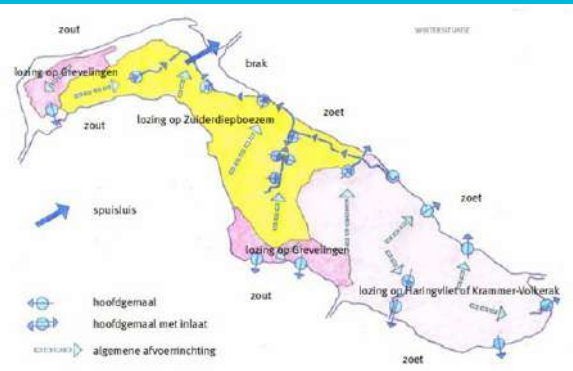 zout
WINTERSITUATIE
lozing op Grevelingen
brak
zout
lozing op Zuiderdiepboezem
zoet
zoet
spuisluis
lozing op Grevelingen
lozing op Haringvliet of Krammer-Volkerak
zout
hoofdgemaal
hoofdgemaal met inlaat
algemene afvoerrichting
zoet